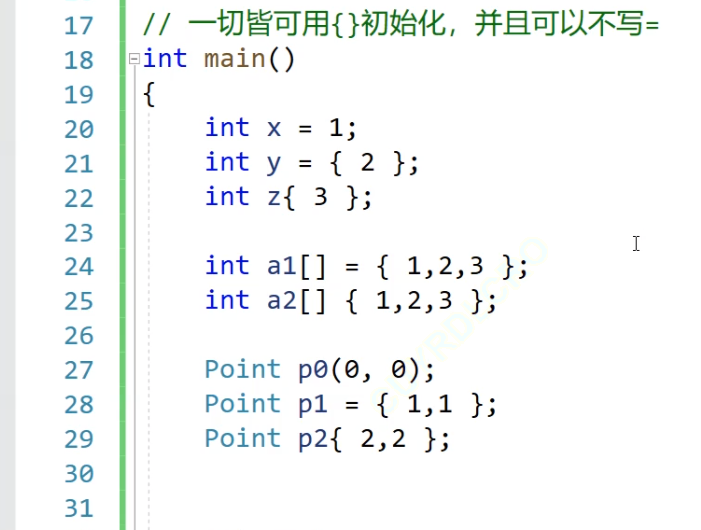 17 // 一切皆可用{}初始化，并且可以不写=
18 int main()
19 {
20 int x = 1;
21 int y = { 2 };
22 int z{ 3 };
23
24 int a1[] = { 1,2,3 };
25 int a2[] { 1,2,3 };
26
27 Point p0(0, 0);
28 Point p1 = { 1,1 };
29 Point p2{ 2,2 };
30
31